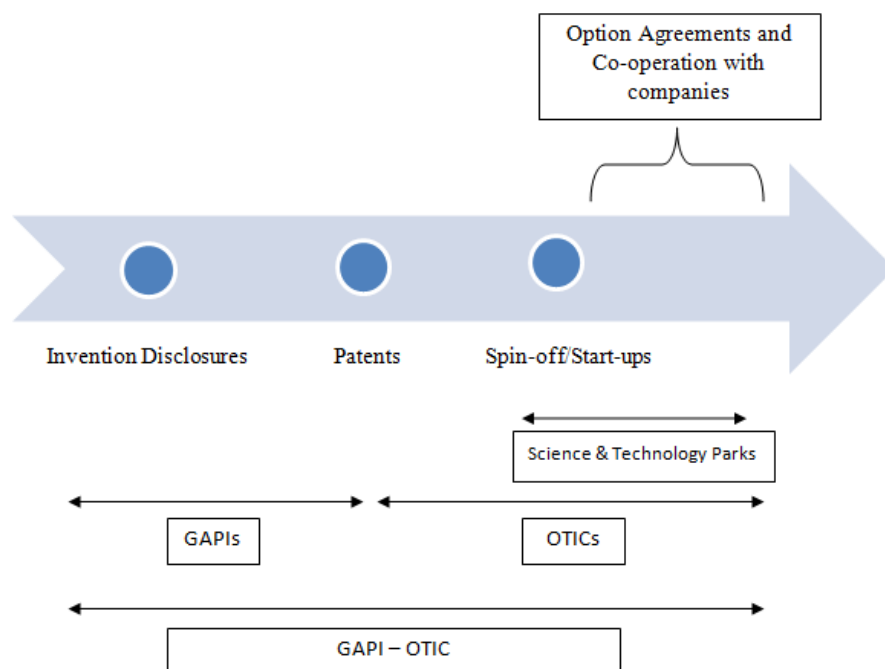 Option Agreements and
Co-operation with
companies
Invention Disclosures
Patents
Spin-off/Start-ups
Science & Technology Parks
GAPIs
OTICs
GAPI – OTIC